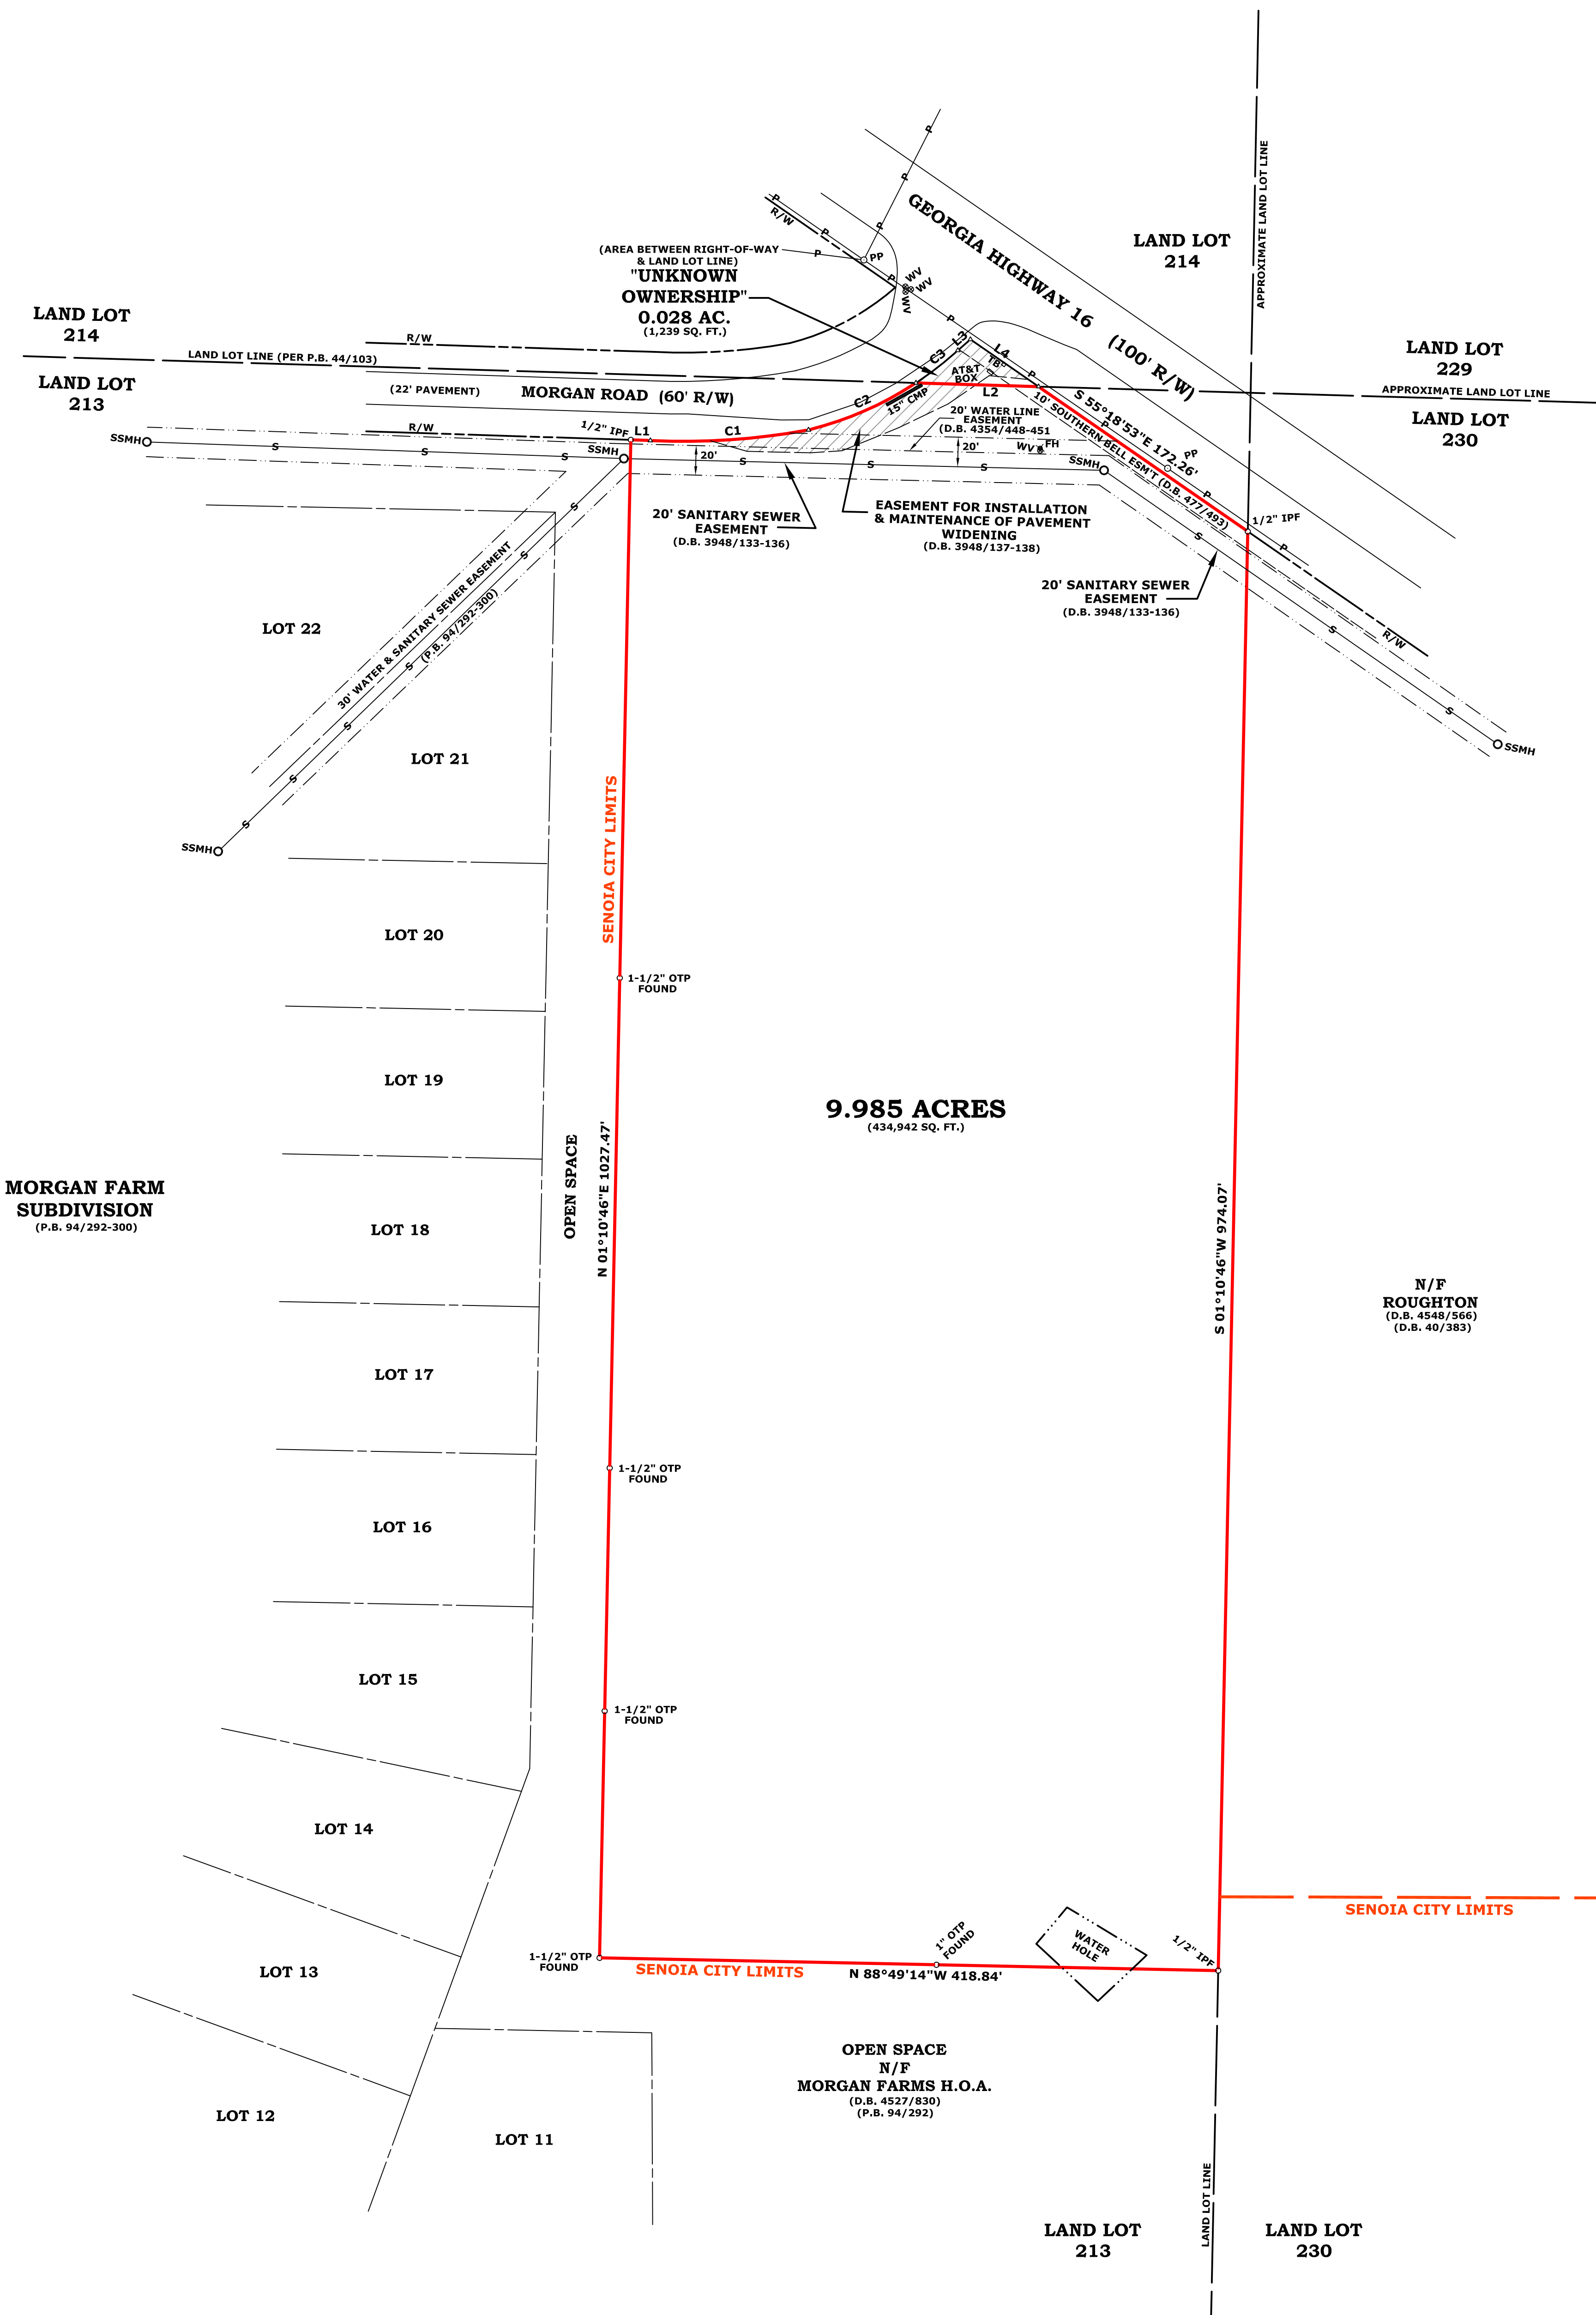 APPROXIMATE LAND LOT LINE
P
P
P
P
R/W
P
P
P
PP
WV
WV
WV
GEORGIA HIGHWAY 16 (100' R/W)
LAND LOT
214
(AREA BETWEEN RIGHT-OF-WAY
& LAND LOT LINE)
"UNKNOWN
OWNERSHIP"
0.028 AC.
(1,239 SQ. FT.)
LAND LOT
214
R/W
LAND LOT LINE (PER P.B. 44/103)
LAND LOT
213
(22' PAVEMENT)
MORGAN ROAD (60' R/W)
P
L3
C3
L4
"TB"
AT&T
BOX
P
L2
C2
15" CMP
LAND LOT
229
APPROXIMATE LAND LOT LINE
LAND LOT
230
S 55°18'53"E 172.26'
10' SOUTHERN BELL ESM'T (D.B. 477/493)
P
PP
P
1/2" IPF
P
20' WATER LINE
EASEMENT
(D.B. 4354/448-451
R/W
1/2" IPF
L1
C1
SSMH
S
S
S
SSMH
20'
S
S
S
20'
WV
FH
SSMH
20' SANITARY SEWER
EASEMENT
(D.B. 3948/133-136)
EASEMENT FOR INSTALLATION
& MAINTENANCE OF PAVEMENT
WIDENING
(D.B. 3948/137-138)
20' SANITARY SEWER
EASEMENT
(D.B. 3948/133-136)
S
S
S
R/W
SSMH
S
S
S
S
S
S
30' WATER & SANITARY SEWER EASEMENT
(P.B. 94/292-300)
SSMH
LOT 22
LOT 21
LOT 20
LOT 19
LOT 18
LOT 17
LOT 16
LOT 15
LOT 14
LOT 13
LOT 12
LOT 11
SENOIA CITY LIMITS
1-1/2" OTP
FOUND
9.985 ACRES
(434,942 SQ. FT.)
OPEN SPACE
N 01°10'46"E 1027.47'
MORGAN FARM
SUBDIVISION
(P.B. 94/292-300)
S 01°10'46"W 974.07'
N/F
ROUGHTON
(D.B. 4548/566)
(D.B. 40/383)
1-1/2" OTP
FOUND
1-1/2" OTP
FOUND
1-1/2" OTP
FOUND
SENOIA CITY LIMITS
1" OTP
FOUND
N 88°49'14"W 418.84'
WATER
HOLE
1/2" IPF
SENOIA CITY LIMITS
OPEN SPACE
N/F
MORGAN FARMS H.O.A.
(D.B. 4527/830)
(P.B. 94/292)
LAND LOT LINE
LAND LOT
213
LAND LOT
230